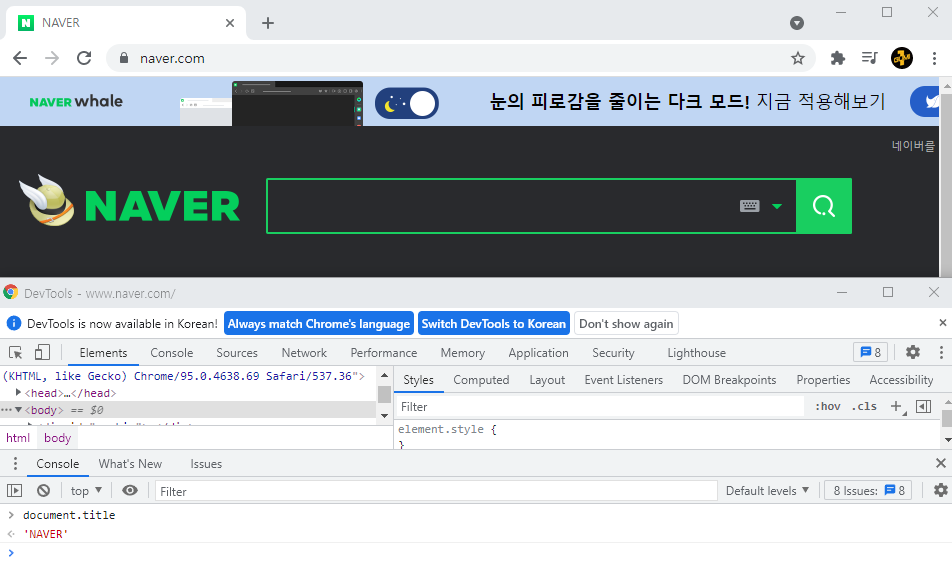 NAVER
naver.com
NAVER whale
눈의 피로감을 줄이는 다크 모드! 지금 적용해보기
네이버를
NAVER
DevTools - www.naver.com/
DevTools is now available in Korean! Always match Chrome's language Switch DevTools to Korean Don't show again
Elements Console Sources Network Performance Memory Application Security Lighthouse 8
(KHTML, like Gecko) Chrome/95.0.4638.69 Safari/537.36">
<head>…</head>
<body> == $0
html body
Styles Computed Layout Event Listeners DOM Breakpoints Properties Accessibility
Filter :hov .cls
element.style {
}
Console What's New Issues
top Filter Default levels 8 Issues: 8
document.title
'NAVER'